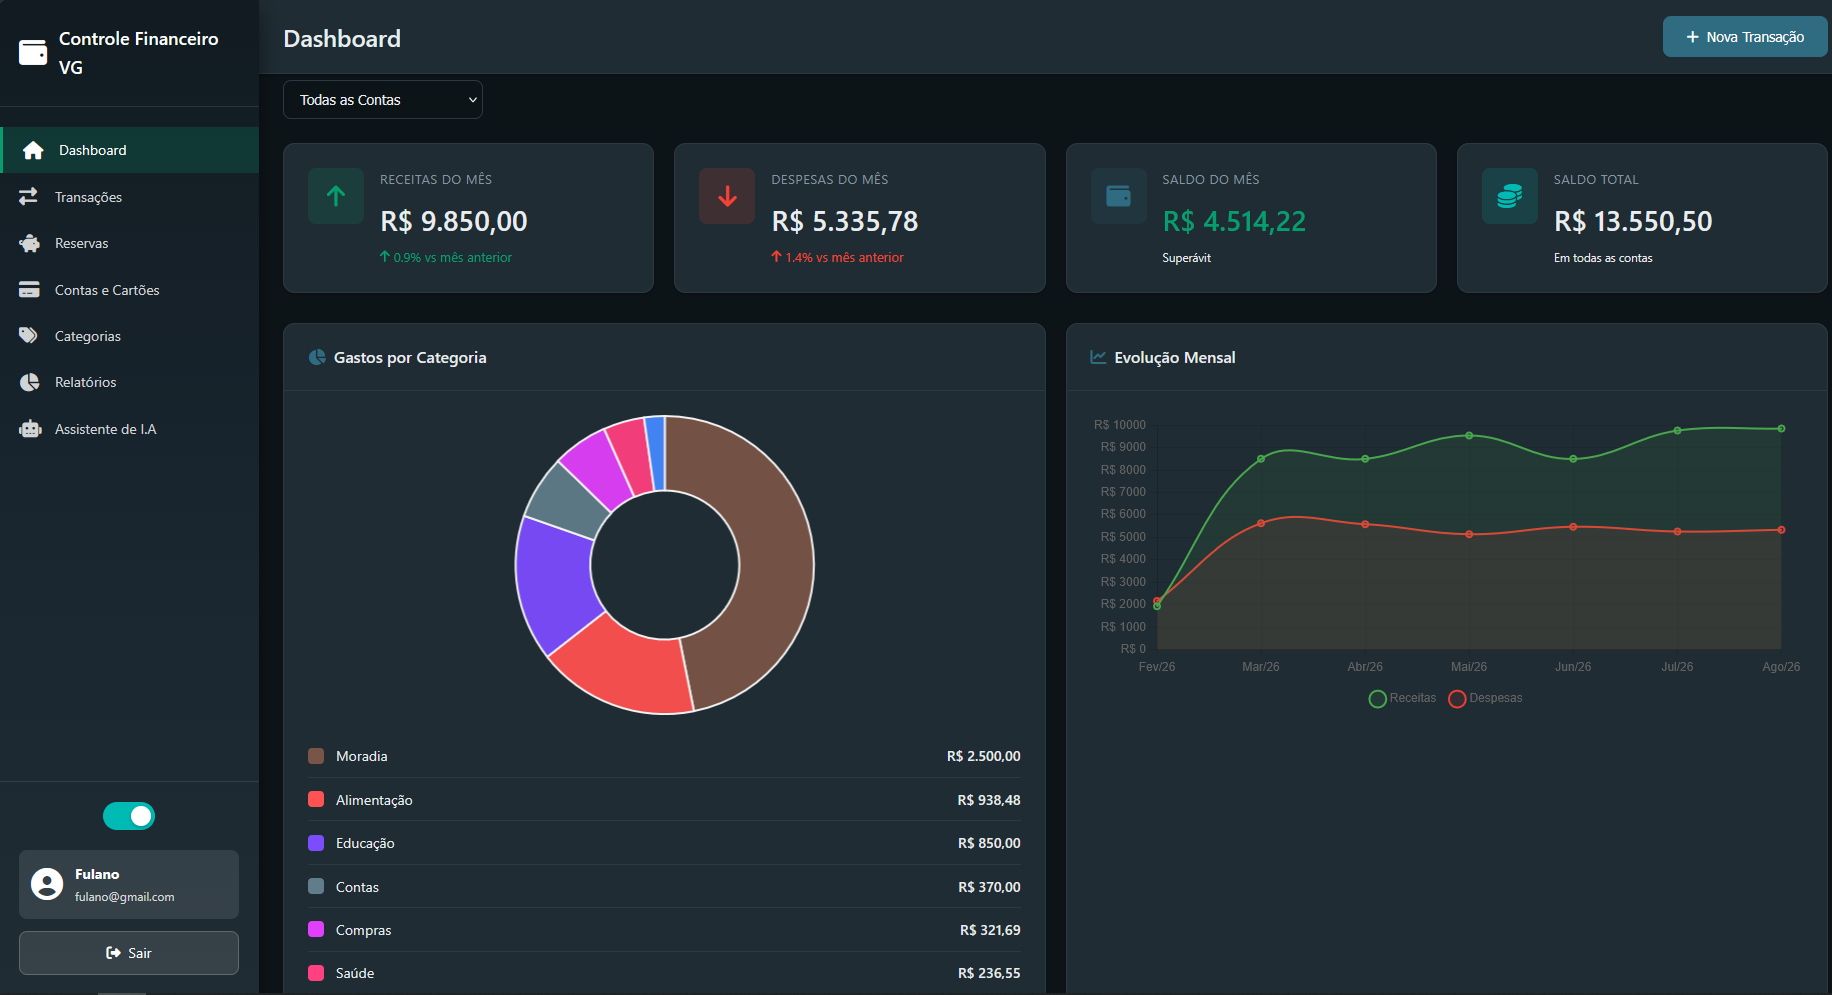 Controle Financeiro
VG
Dashboard
Transações
Reservas
Contas e Cartões
Categorias
Relatórios
Assistente de I.A
Fulano
fulano@gmail.com
Sair
Dashboard
Nova Transação
Todas as Contas
RECEITAS DO MÊS
R$ 9.850,00
0.9% vs mês anterior
DESPESAS DO MÊS
R$ 5.335,78
1.4% vs mês anterior
SALDO DO MÊS
R$ 4.514,22
Superávit
SALDO TOTAL
R$ 13.550,50
Em todas as contas
Gastos por Categoria
Moradia R$ 2.500,00
Alimentação R$ 938,48
Educação R$ 850,00
Contas R$ 370,00
Compras R$ 321,69
Saúde R$ 236,55
Evolução Mensal
R$ 10000
R$ 9000
R$ 8000
R$ 7000
R$ 6000
R$ 5000
R$ 4000
R$ 3000
R$ 2000
R$ 1000
R$ 0
Fev/26 Mar/26 Abr/26 Mai/26 Jun/26 Jul/26 Ago/26
Receitas Despesas